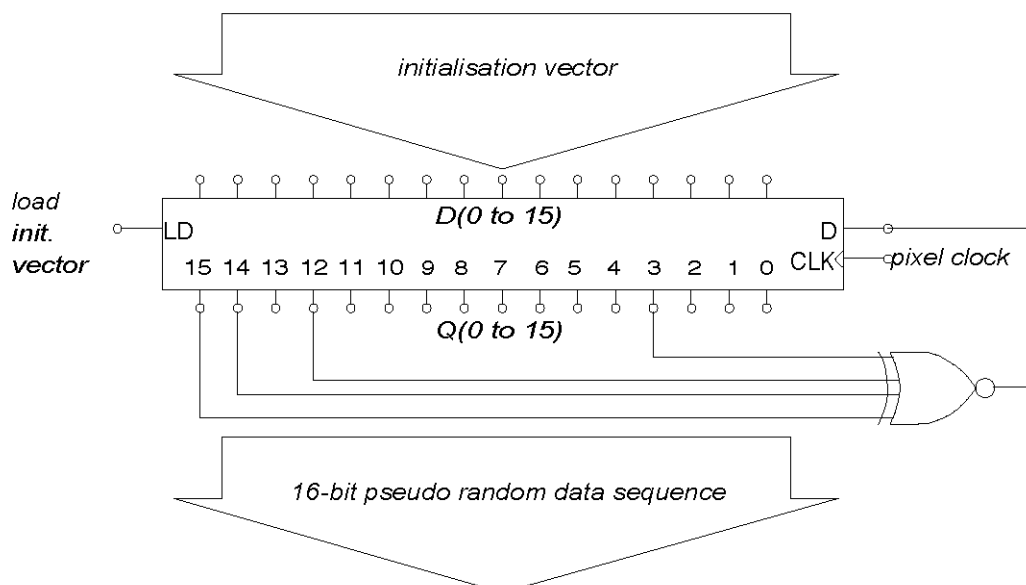 initialisation vector
load
init.
vector
D(0 to 15)
LD
D
CLK
pixel clock
15 14 13 12 11 10 9 8 7 6 5 4 3 2 1 0
Q(0 to 15)
16-bit pseudo random data sequence